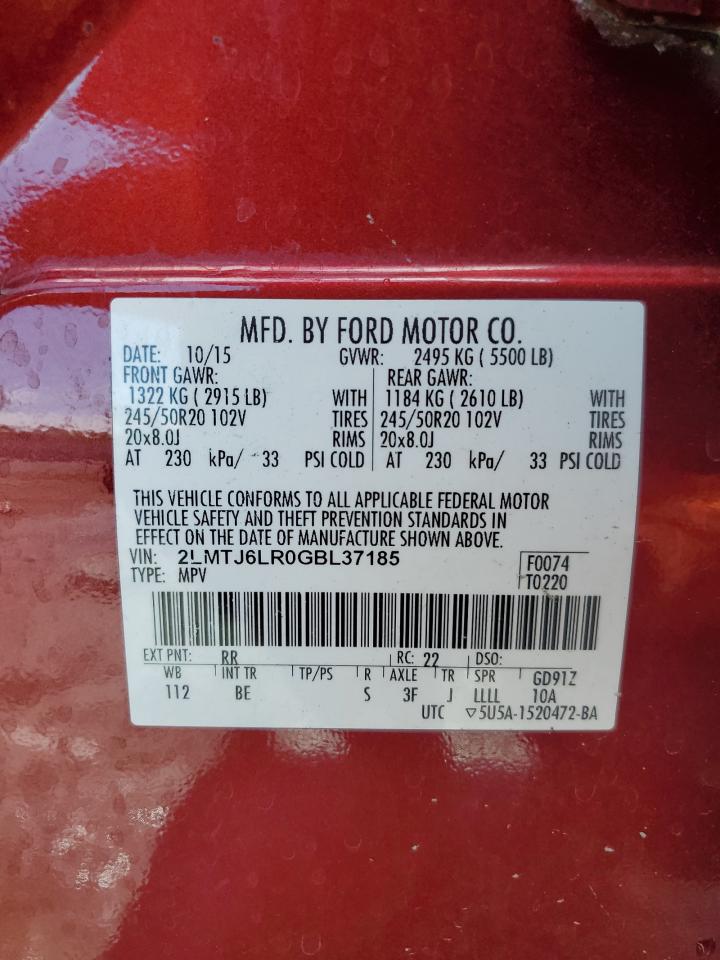 MFD. BY FORD MOTOR CO.
DATE: 10/15 GVWR: 2495 KG ( 5500 LB)
FRONT GAWR: REAR GAWR:
1322 KG ( 2915 LB) WITH 1184 KG ( 2610 LB) WITH
245/50R20 102V TIRES 245/50R20 102V TIRES
20x8.0J RIMS 20x8.0J RIMS
AT 230 kPa/ 33 PSI COLD AT 230 kPa/ 33 PSI COLD
THIS VEHICLE CONFORMS TO ALL APPLICABLE FEDERAL MOTOR
VEHICLE SAFETY AND THEFT PREVENTION STANDARDS IN
EFFECT ON THE DATE OF MANUFACTURE SHOWN ABOVE.
VIN: 2LMTJ6LR0GBL37185 F0074
TYPE: MPV T0220
EXT PNT: RR RC: 22 DSO:
WB INT TR TP/PS R AXLE TR SPR GD91Z
112 BE S 3F J LLLL 10A
UTC ▽5U5A-1520472-BA